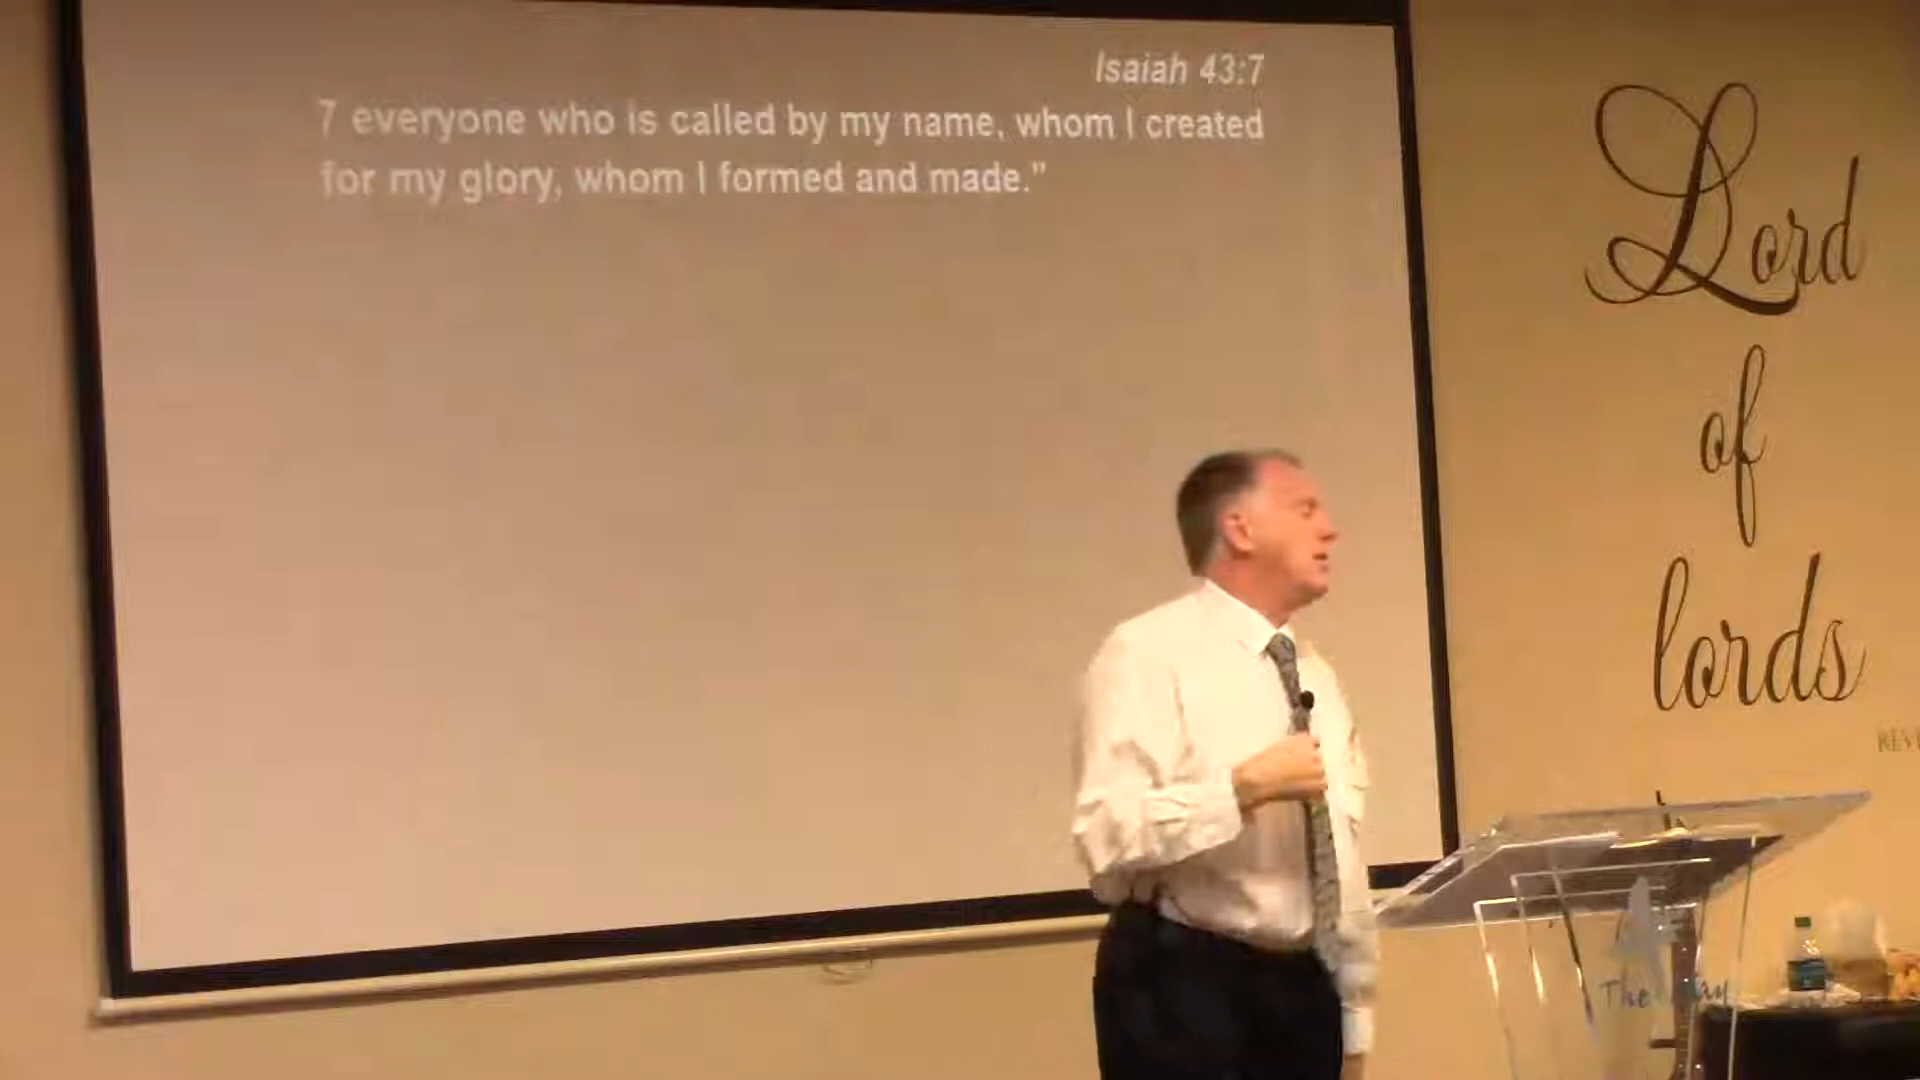 Isaiah 43:7
7 everyone who is called by my name, whom I created
for my glory, whom I formed and made."
Lord
of
lords
The